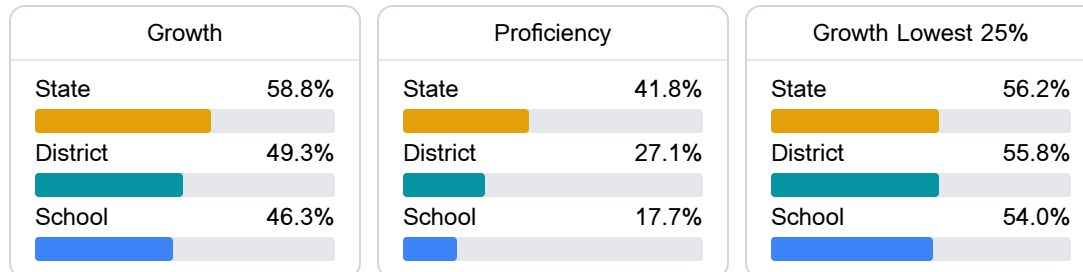 Growth
State 58.8%
District 49.3%
School 46.3%
Proficiency
State 41.8%
District 27.1%
School 17.7%
Growth Lowest 25%
State 56.2%
District 55.8%
School 54.0%